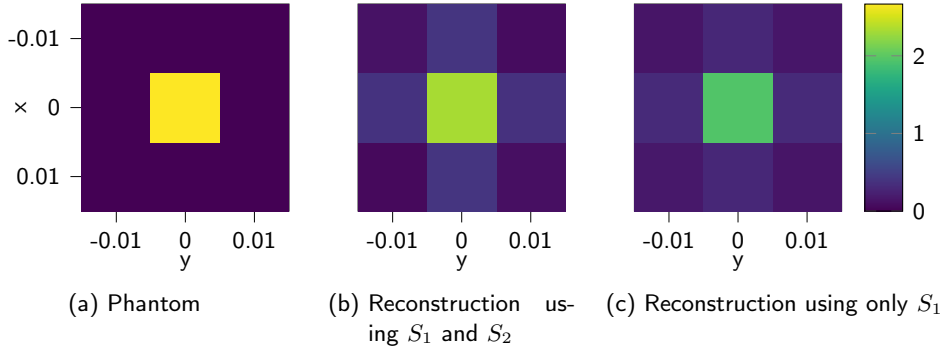 -0.01
0
0.01
x
-0.01 0 0.01
y
-0.01 0 0.01
y
-0.01 0 0.01
y
2
1
0
(a) Phantom
(b) Reconstruction us-
ing S₁ and S₂
(c) Reconstruction using only S₁